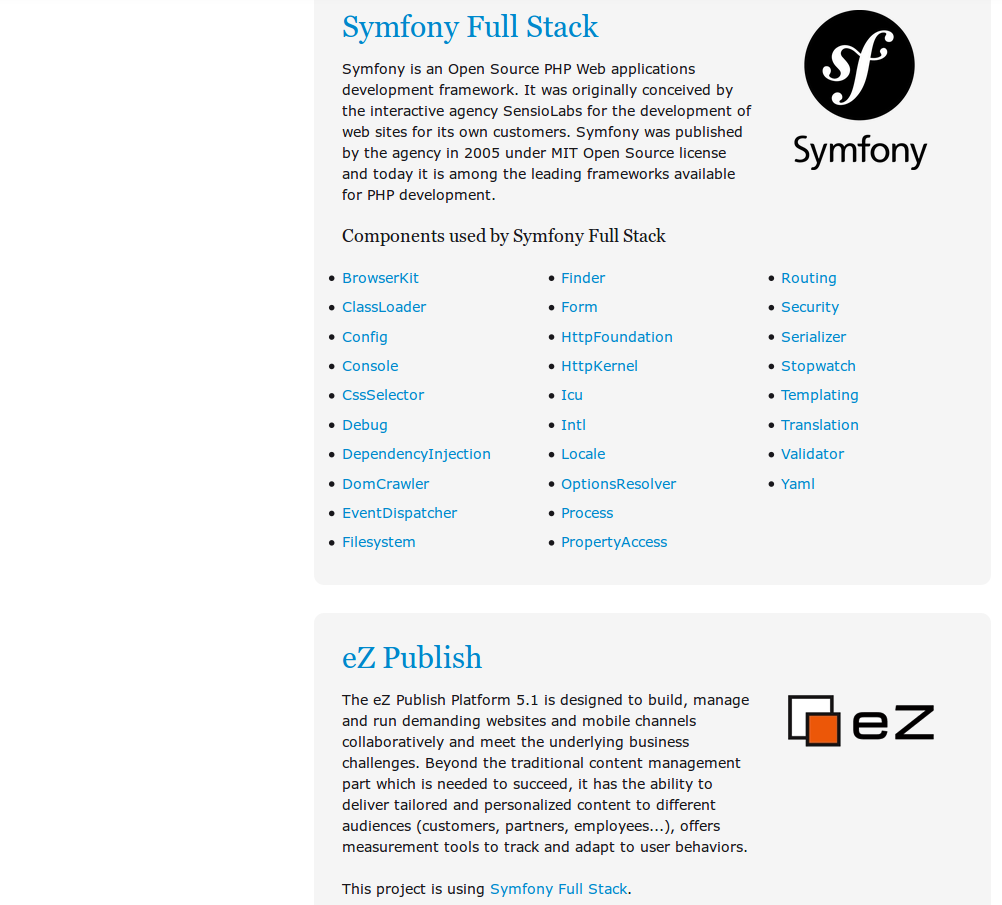 Symfony Full Stack
Symfony is an Open Source PHP Web applications
development framework. It was originally conceived by
the interactive agency SensioLabs for the development of
web sites for its own customers. Symfony was published
by the agency in 2005 under MIT Open Source license
and today it is among the leading frameworks available
for PHP development.
sf
Symfony
Components used by Symfony Full Stack
BrowserKit
ClassLoader
Config
Console
CssSelector
Debug
DependencyInjection
DomCrawler
EventDispatcher
Filesystem
Finder
Form
HttpFoundation
HttpKernel
Icu
Intl
Locale
OptionsResolver
Process
PropertyAccess
Routing
Security
Serializer
Stopwatch
Templating
Translation
Validator
Yaml
eZ Publish
The eZ Publish Platform 5.1 is designed to build, manage
and run demanding websites and mobile channels
collaboratively and meet the underlying business
challenges. Beyond the traditional content management
part which is needed to succeed, it has the ability to
deliver tailored and personalized content to different
audiences (customers, partners, employees...), offers
measurement tools to track and adapt to user behaviors.
eZ
This project is using Symfony Full Stack.